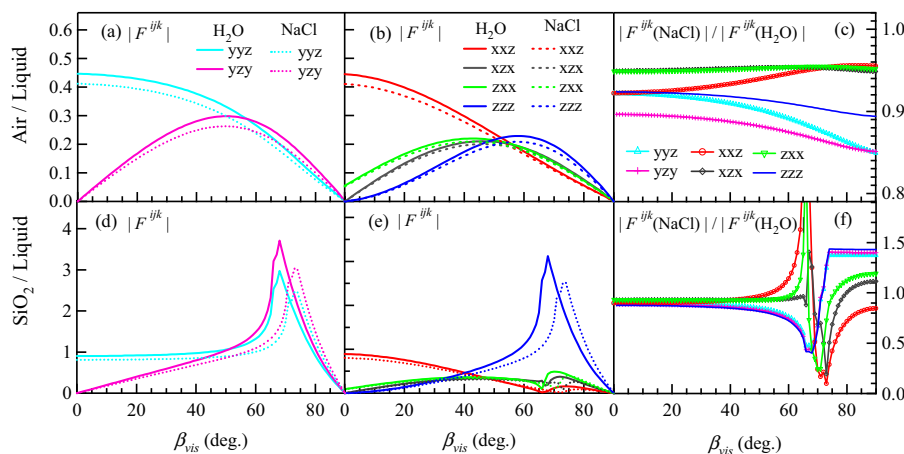 Air / Liquid
0.6
0.5
0.4
0.3
0.2
0.1
0.0
(a) | F^ijk |
H₂O NaCl
yyz yyz
yzy yzy
(b) | F^ijk |
H₂O NaCl
xxz xxz
xzx xzx
zxx zxx
zzz zzz
| F^ijk(NaCl) | / | F^ijk(H₂O) | (c)
yyz xxz zxx
yzy xzx zzz
1.0
0.9
0.8
SiO₂ / Liquid
4
3
2
1
0
(d) | F^ijk |
(e) | F^ijk |
| F^ijk(NaCl) | / | F^ijk(H₂O) | (f)
1.5
1.0
0.5
0.0
0 20 40 60 80 0 20 40 60 80 0 20 40 60 80
β_vis (deg.) β_vis (deg.) β_vis (deg.)